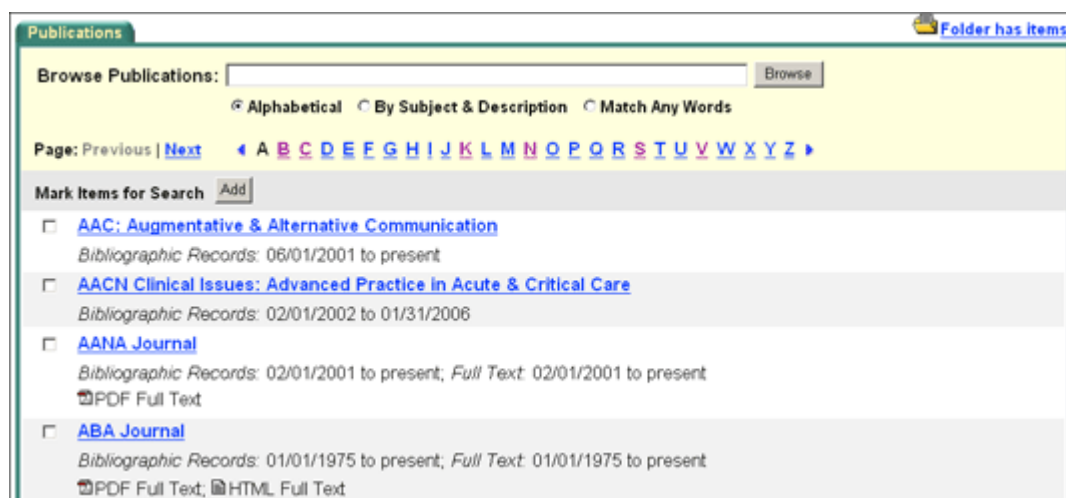 Publications
Folder has items
Browse Publications: Browse
Alphabetical By Subject & Description Match Any Words
Page: Previous | Next A B C D E F G H I J K L M N O P Q R S T U V W X Y Z
Mark Items for Search Add
AAC: Augmentative & Alternative Communication
Bibliographic Records: 06/01/2001 to present
AACN Clinical Issues: Advanced Practice in Acute & Critical Care
Bibliographic Records: 02/01/2002 to 01/31/2006
AANA Journal
Bibliographic Records: 02/01/2001 to present; Full Text: 02/01/2001 to present
PDF Full Text
ABA Journal
Bibliographic Records: 01/01/1975 to present; Full Text: 01/01/1975 to present
PDF Full Text; HTML Full Text